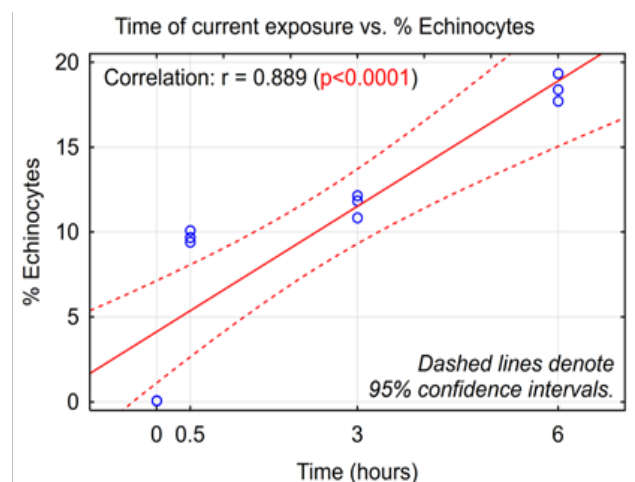 Time of current exposure vs. % Echinocytes
Correlation: r = 0.889 (p<0.0001)
20
15
10
5
0
% Echinocytes
Dashed lines denote
95% confidence intervals.
0 0.5 3 6
Time (hours)